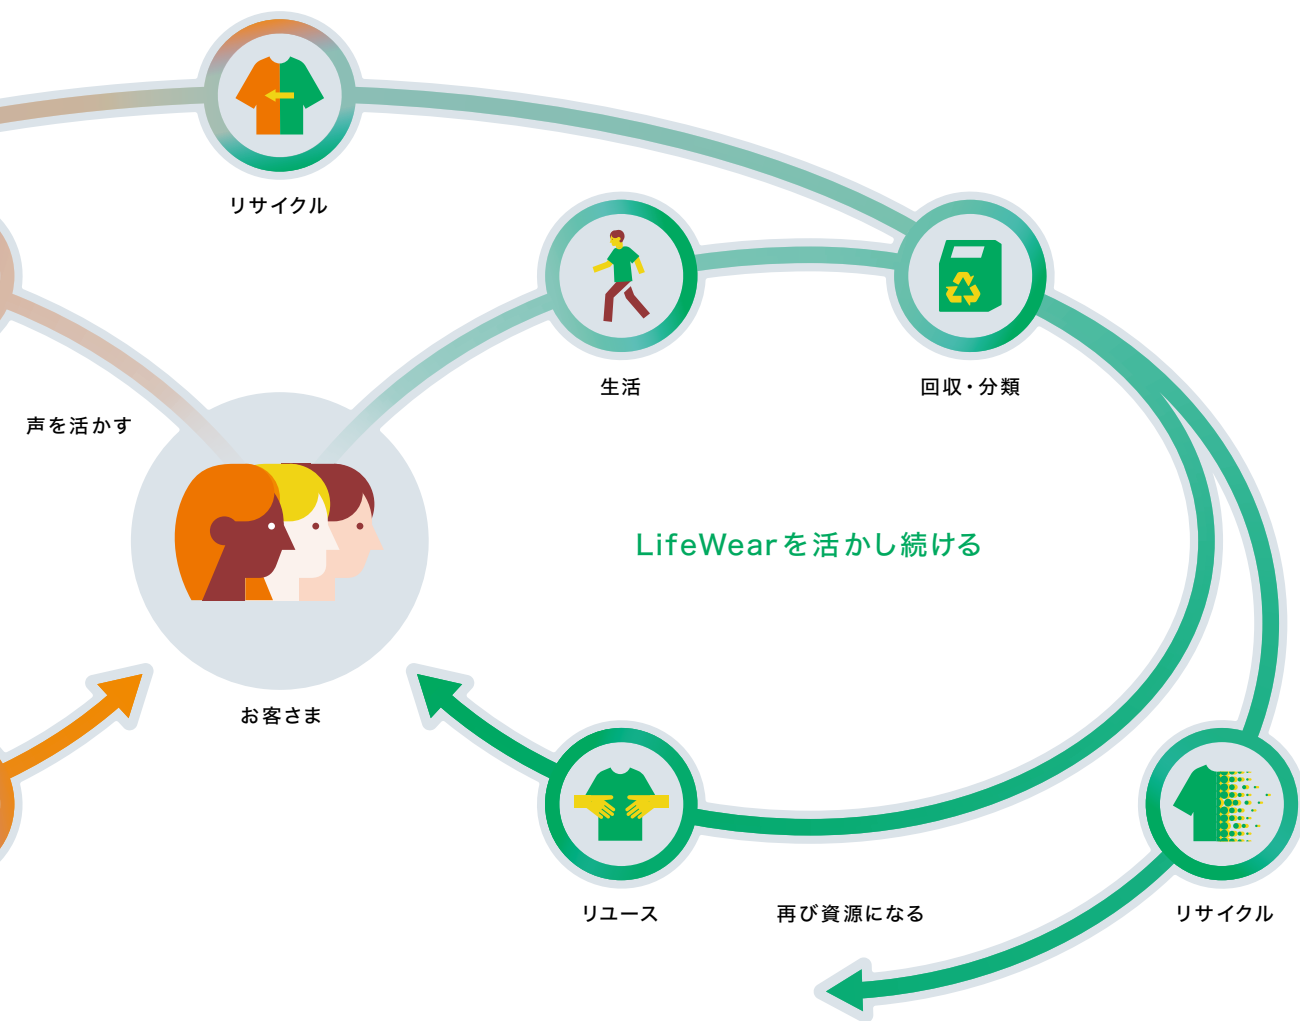 リサイクル
生活
回収・分類
声を活かす
LifeWearを活かし続ける
お客さま
リユース
再び資源になる
リサイクル